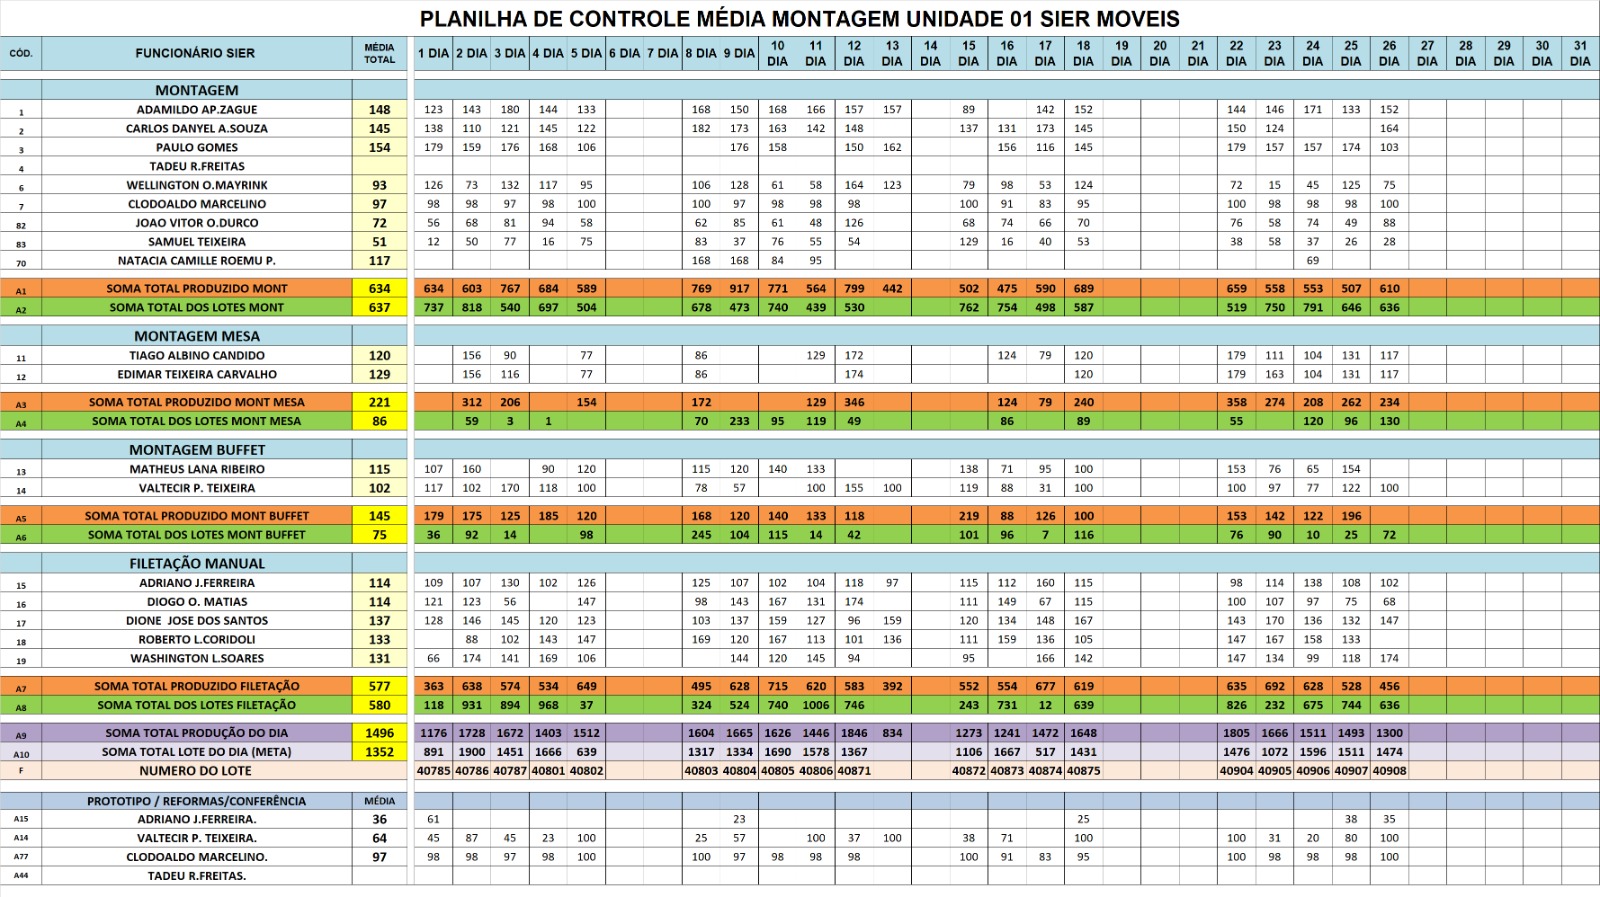 PLANILHA DE CONTROLE MÉDIA MONTAGEM UNIDADE 01 SIER MOVEIS
CÓD. FUNCIONÁRIO SIER MÉDIA TOTAL 1 DIA 2 DIA 3 DIA 4 DIA 5 DIA 6 DIA 7 DIA 8 DIA 9 DIA 10 DIA 11 DIA 12 DIA 13 DIA 14 DIA 15 DIA 16 DIA 17 DIA 18 DIA 19 DIA 20 DIA 21 DIA 22 DIA 23 DIA 24 DIA 25 DIA 26 DIA 27 DIA 28 DIA 29 DIA 30 DIA 31 DIA
MONTAGEM
1 ADAMILDO AP.ZAGUE 148 123 143 180 144 133 168 150 168 166 157 157 89 142 152 144 146 171 133 152
2 CARLOS DANYEL A.SOUZA 145 138 110 121 145 122 182 173 163 142 148 137 131 173 145 150 124 164
3 PAULO GOMES 154 179 159 176 168 106 176 158 150 162 156 116 145 179 157 157 174 103
4 TADEU R.FREITAS
6 WELLINGTON O.MAYRINK 93 126 73 132 117 95 106 128 61 58 164 123 79 98 53 124 72 15 45 125 75
7 CLODOALDO MARCELINO 97 98 98 97 98 100 100 97 98 98 98 100 91 83 95 100 98 98 98 100
82 JOAO VITOR O.DURCO 72 56 68 81 94 58 62 85 61 48 126 68 74 66 70 76 58 74 49 88
83 SAMUEL TEIXEIRA 51 12 50 77 16 75 83 37 76 55 54 129 16 40 53 38 58 37 26 28
70 NATACIA CAMILLE ROEMU P. 117 168 168 84 95 69
A1 SOMA TOTAL PRODUZIDO MONT 634 634 603 767 684 589 769 917 771 564 799 442 502 475 590 689 659 558 553 507 610
A2 SOMA TOTAL DOS LOTES MONT 637 737 818 540 697 504 678 473 740 439 530 762 754 498 587 519 750 791 646 636
MONTAGEM MESA
11 TIAGO ALBINO CANDIDO 120 156 90 77 86 129 172 124 79 120 179 111 104 131 117
12 EDIMAR TEIXEIRA CARVALHO 129 156 116 77 86 174 120 179 163 104 131 117
A3 SOMA TOTAL PRODUZIDO MONT MESA 221 312 206 154 172 129 346 124 79 240 358 274 208 262 234
A4 SOMA TOTAL DOS LOTES MONT MESA 86 59 3 1 70 233 95 119 49 86 89 55 120 96 130
MONTAGEM BUFFET
13 MATHEUS LANA RIBEIRO 115 107 160 90 120 115 120 140 133 138 71 95 100 153 76 65 154
14 VALTECIR P. TEIXEIRA 102 117 102 170 118 100 78 57 100 155 100 119 88 31 100 100 97 77 122 100
A5 SOMA TOTAL PRODUZIDO MONT BUFFET 145 179 175 125 185 120 168 120 140 133 118 219 88 126 100 153 142 122 196
A6 SOMA TOTAL DOS LOTES MONT BUFFET 75 36 92 14 98 245 104 115 14 42 101 96 7 116 76 90 10 25 72
FILETAÇÃO MANUAL
15 ADRIANO J.FERREIRA 114 109 107 130 102 126 125 107 102 104 118 97 115 112 160 115 98 114 138 108 102
16 DIOGO O. MATIAS 114 121 123 56 147 98 143 167 131 174 111 149 67 115 100 107 97 75 68
17 DIONE JOSE DOS SANTOS 137 128 146 145 120 123 103 137 159 127 96 159 120 134 148 167 143 170 136 132 147
18 ROBERTO L.CORIDOLI 133 88 102 143 147 169 120 167 113 101 136 111 159 136 105 147 167 158 133
19 WASHINGTON L.SOARES 131 66 174 141 169 106 144 120 145 94 95 166 142 147 134 99 118 174
A7 SOMA TOTAL PRODUZIDO FILETAÇÃO 577 363 638 574 534 649 495 628 715 620 583 392 552 554 677 619 635 692 628 528 456
A8 SOMA TOTAL DOS LOTES FILETAÇÃO 580 118 931 894 968 37 324 524 740 1006 746 243 731 12 639 826 232 675 744 636
A9 SOMA TOTAL PRODUÇÃO DO DIA 1496 1176 1728 1672 1403 1512 1604 1665 1626 1446 1846 834 1273 1241 1472 1648 1805 1666 1511 1493 1300
A10 SOMA TOTAL LOTE DO DIA (META) 1352 891 1900 1451 1666 639 1317 1334 1690 1578 1367 1106 1667 517 1431 1476 1072 1596 1511 1474
F NUMERO DO LOTE 40785 40786 40787 40801 40802 40803 40804 40805 40806 40871 40872 40873 40874 40875 40904 40905 40906 40907 40908
PROTOTIPO / REFORMAS/CONFERÊNCIA MÉDIA
A15 ADRIANO J.FERREIRA. 36 61 23 25 38 35
A14 VALTECIR P. TEIXEIRA. 64 45 87 45 23 100 25 57 100 37 100 38 71 100 100 31 20 80 100
A77 CLODOALDO MARCELINO. 97 98 98 97 98 100 100 97 98 98 98 100 91 83 95 100 98 98 98 100
A44 TADEU R.FREITAS.